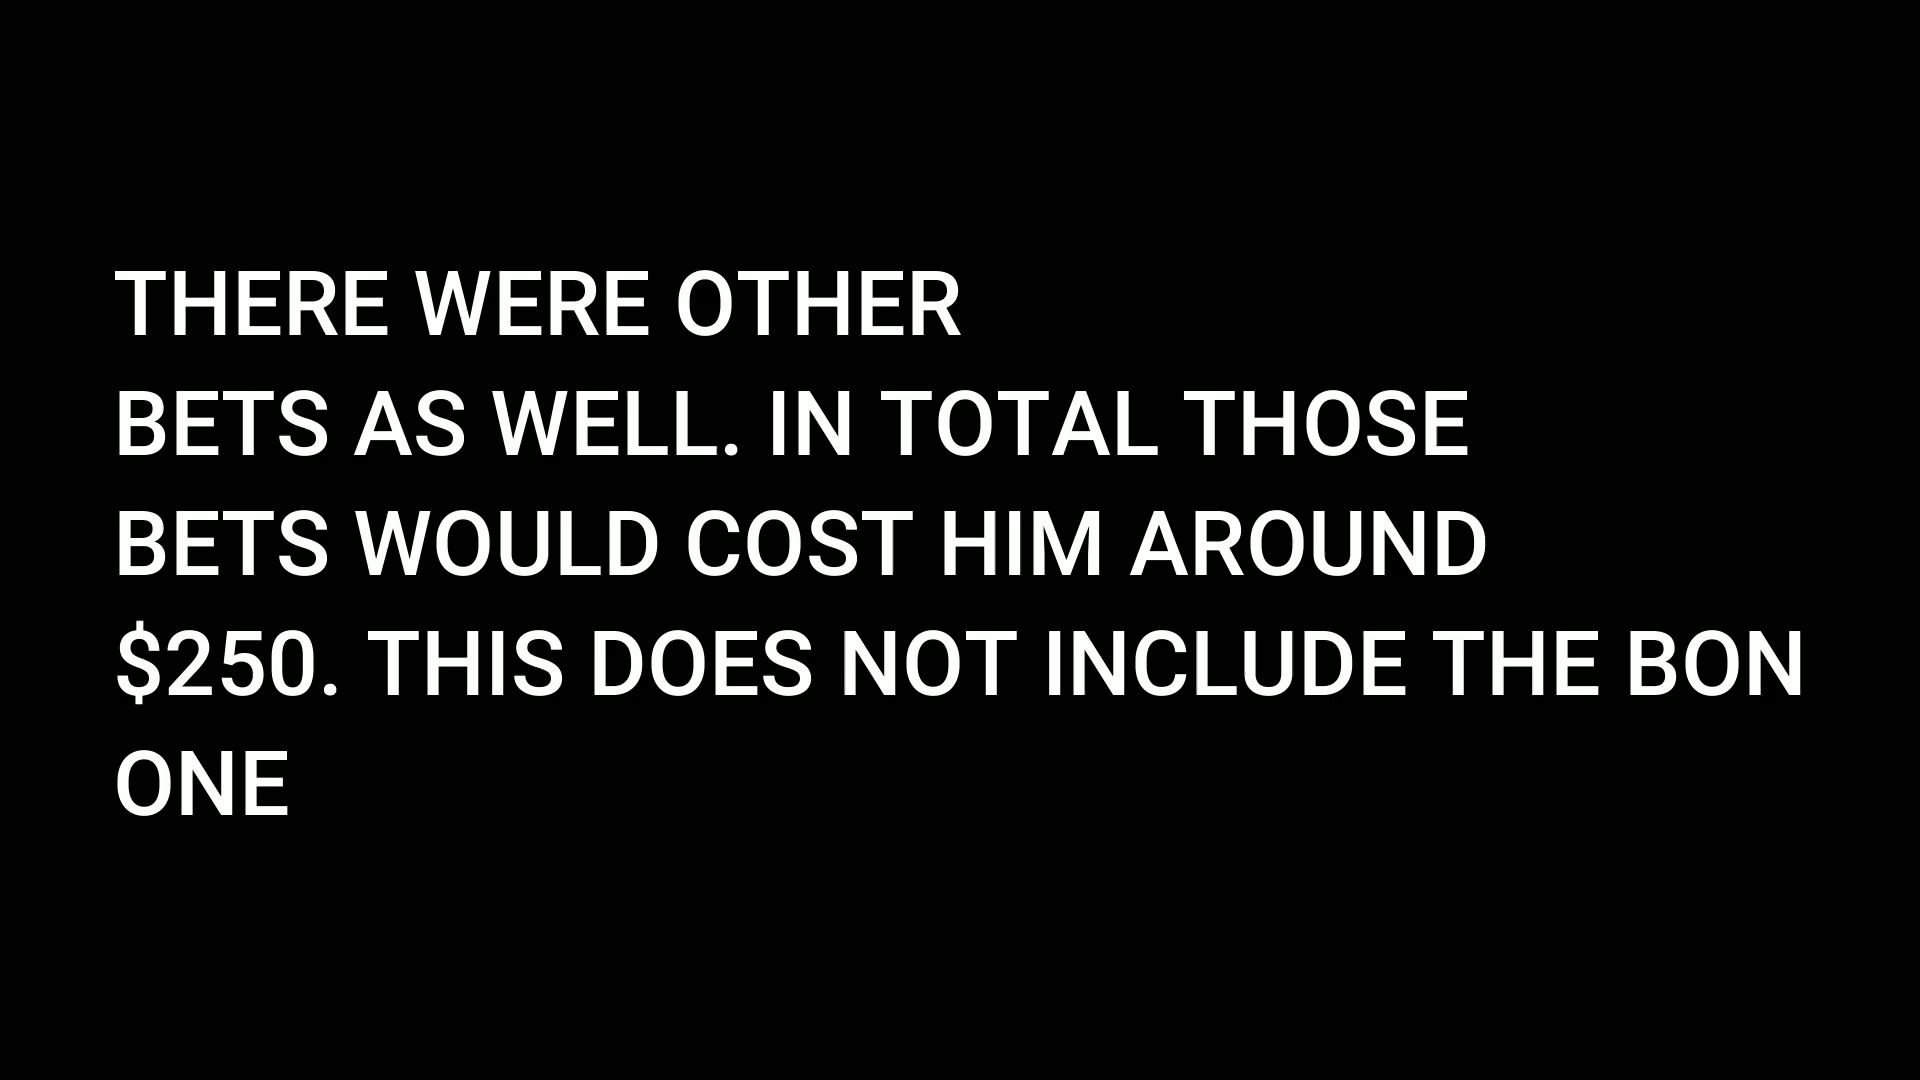 THERE WERE OTHER
BETS AS WELL. IN TOTAL THOSE
BETS WOULD COST HIM AROUND
$250. THIS DOES NOT INCLUDE THE BON
ONE